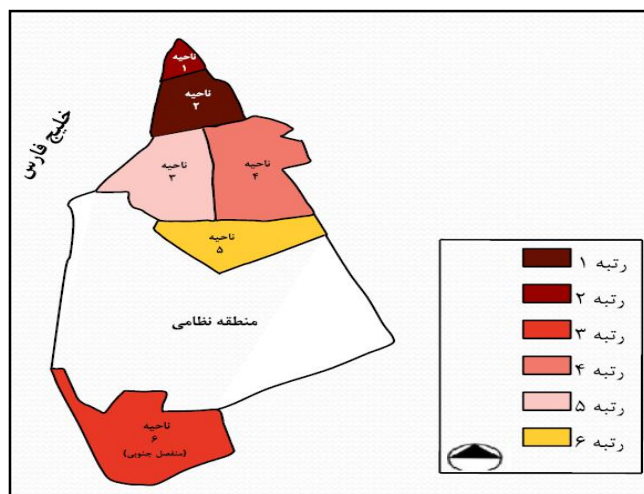 ناحیه
۱
ناحیه
۲
خلیج فارس
ناحیه
۳
ناحیه
۴
ناحیه
۵
منطقه نظامی
ناحیه
۶
(منفصل جنوبی)
رتبه ۱
رتبه ۲
رتبه ۳
رتبه ۴
رتبه ۵
رتبه ۶